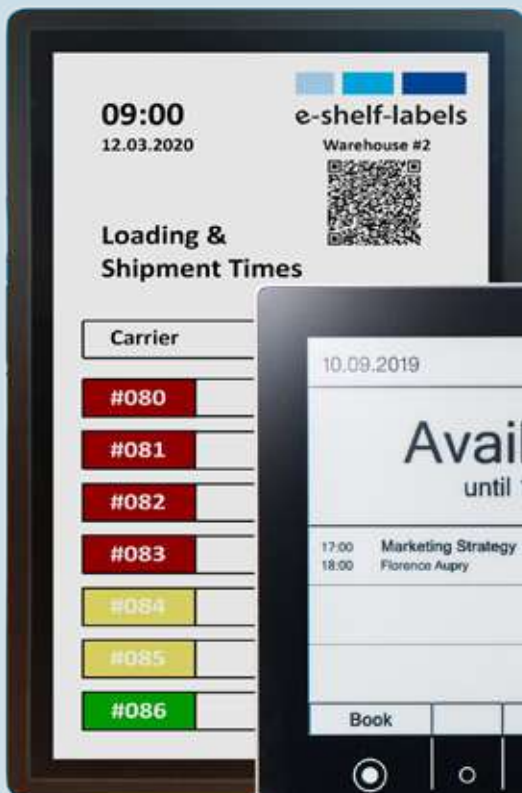 09:00
12.03.2020
e-shelf-labels
Warehouse #2
Loading &
Shipment Times
Carrier
#080
#081
#082
#083
#084
#085
#086
10.09.2019
Avail
until 1
17:00 Marketing Strategy
18:00 Florence Aupry
Book